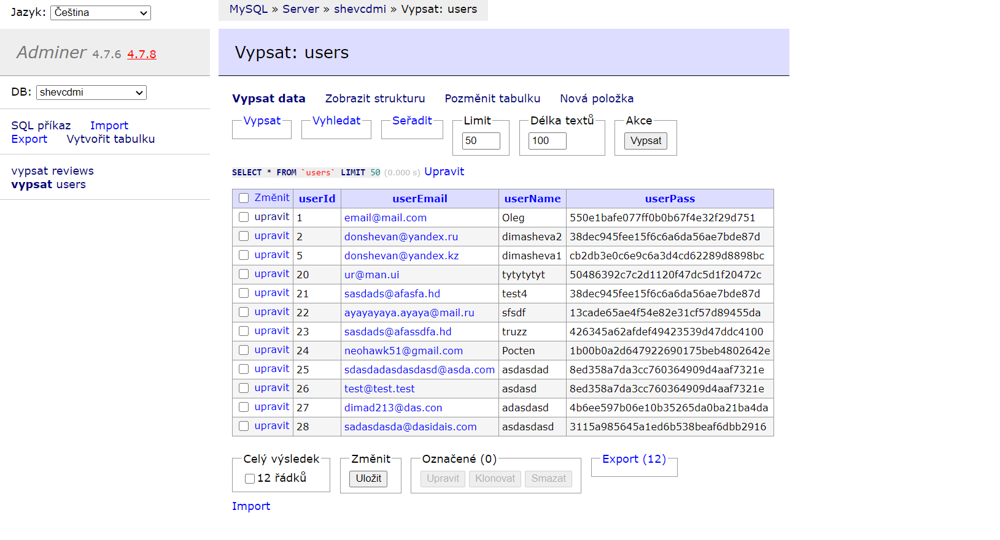 Jazyk: Čeština
MySQL » Server » shevcdmi » Vypsat: users
Adminer 4.7.6 4.7.8
Vypsat: users
DB: shevcdmi
SQL příkaz Import
Export Vytvořit tabulku
vypsat reviews
vypsat users
Vypsat data Zobrazit strukturu Pozměnit tabulku Nová položka
Vypsat Vyhledat Seřadit Limit Délka textů Akce
50 100 Vypsat
SELECT * FROM `users` LIMIT 50 (0.000 s) Upravit
Změnit userId userEmail userName userPass
upravit 1 email@mail.com Oleg 550e1bafe077ff0b0b67f4e32f29d751
upravit 2 donshevan@yandex.ru dimasheva2 38dec945fee15f6c6a6da56ae7bde87d
upravit 5 donshevan@yandex.kz dimasheva1 cb2db3e0c6e9c6a3d4cd62289d8898bc
upravit 20 ur@man.ui tytytytyt 50486392c7c2d1120f47dc5d1f20472c
upravit 21 sasdads@afasfa.hd test4 38dec945fee15f6c6a6da56ae7bde87d
upravit 22 ayayayaya.ayaya@mail.ru sfsdf 13cade65ae4f54e82e31cf57d89455da
upravit 23 sasdads@afassdfa.hd truzz 426345a62afdef49423539d47ddc4100
upravit 24 neohawk51@gmail.com Pocten 1b00b0a2d647922690175beb4802642e
upravit 25 sdasdadasdasdasd@asda.com asdasdad 8ed358a7da3cc760364909d4aaf7321e
upravit 26 test@test.test asdasd 8ed358a7da3cc760364909d4aaf7321e
upravit 27 dimad213@das.con adasdasd 4b6ee597b06e10b35265da0ba21ba4da
upravit 28 sadasdasda@dasidais.com asdasdasd 3115a985645a1ed6b538beaf6dbb2916
Celý výsledek Změnit Označené (0) Export (12)
12 řádků Uložit Upravit Klonovat Smazat
Import